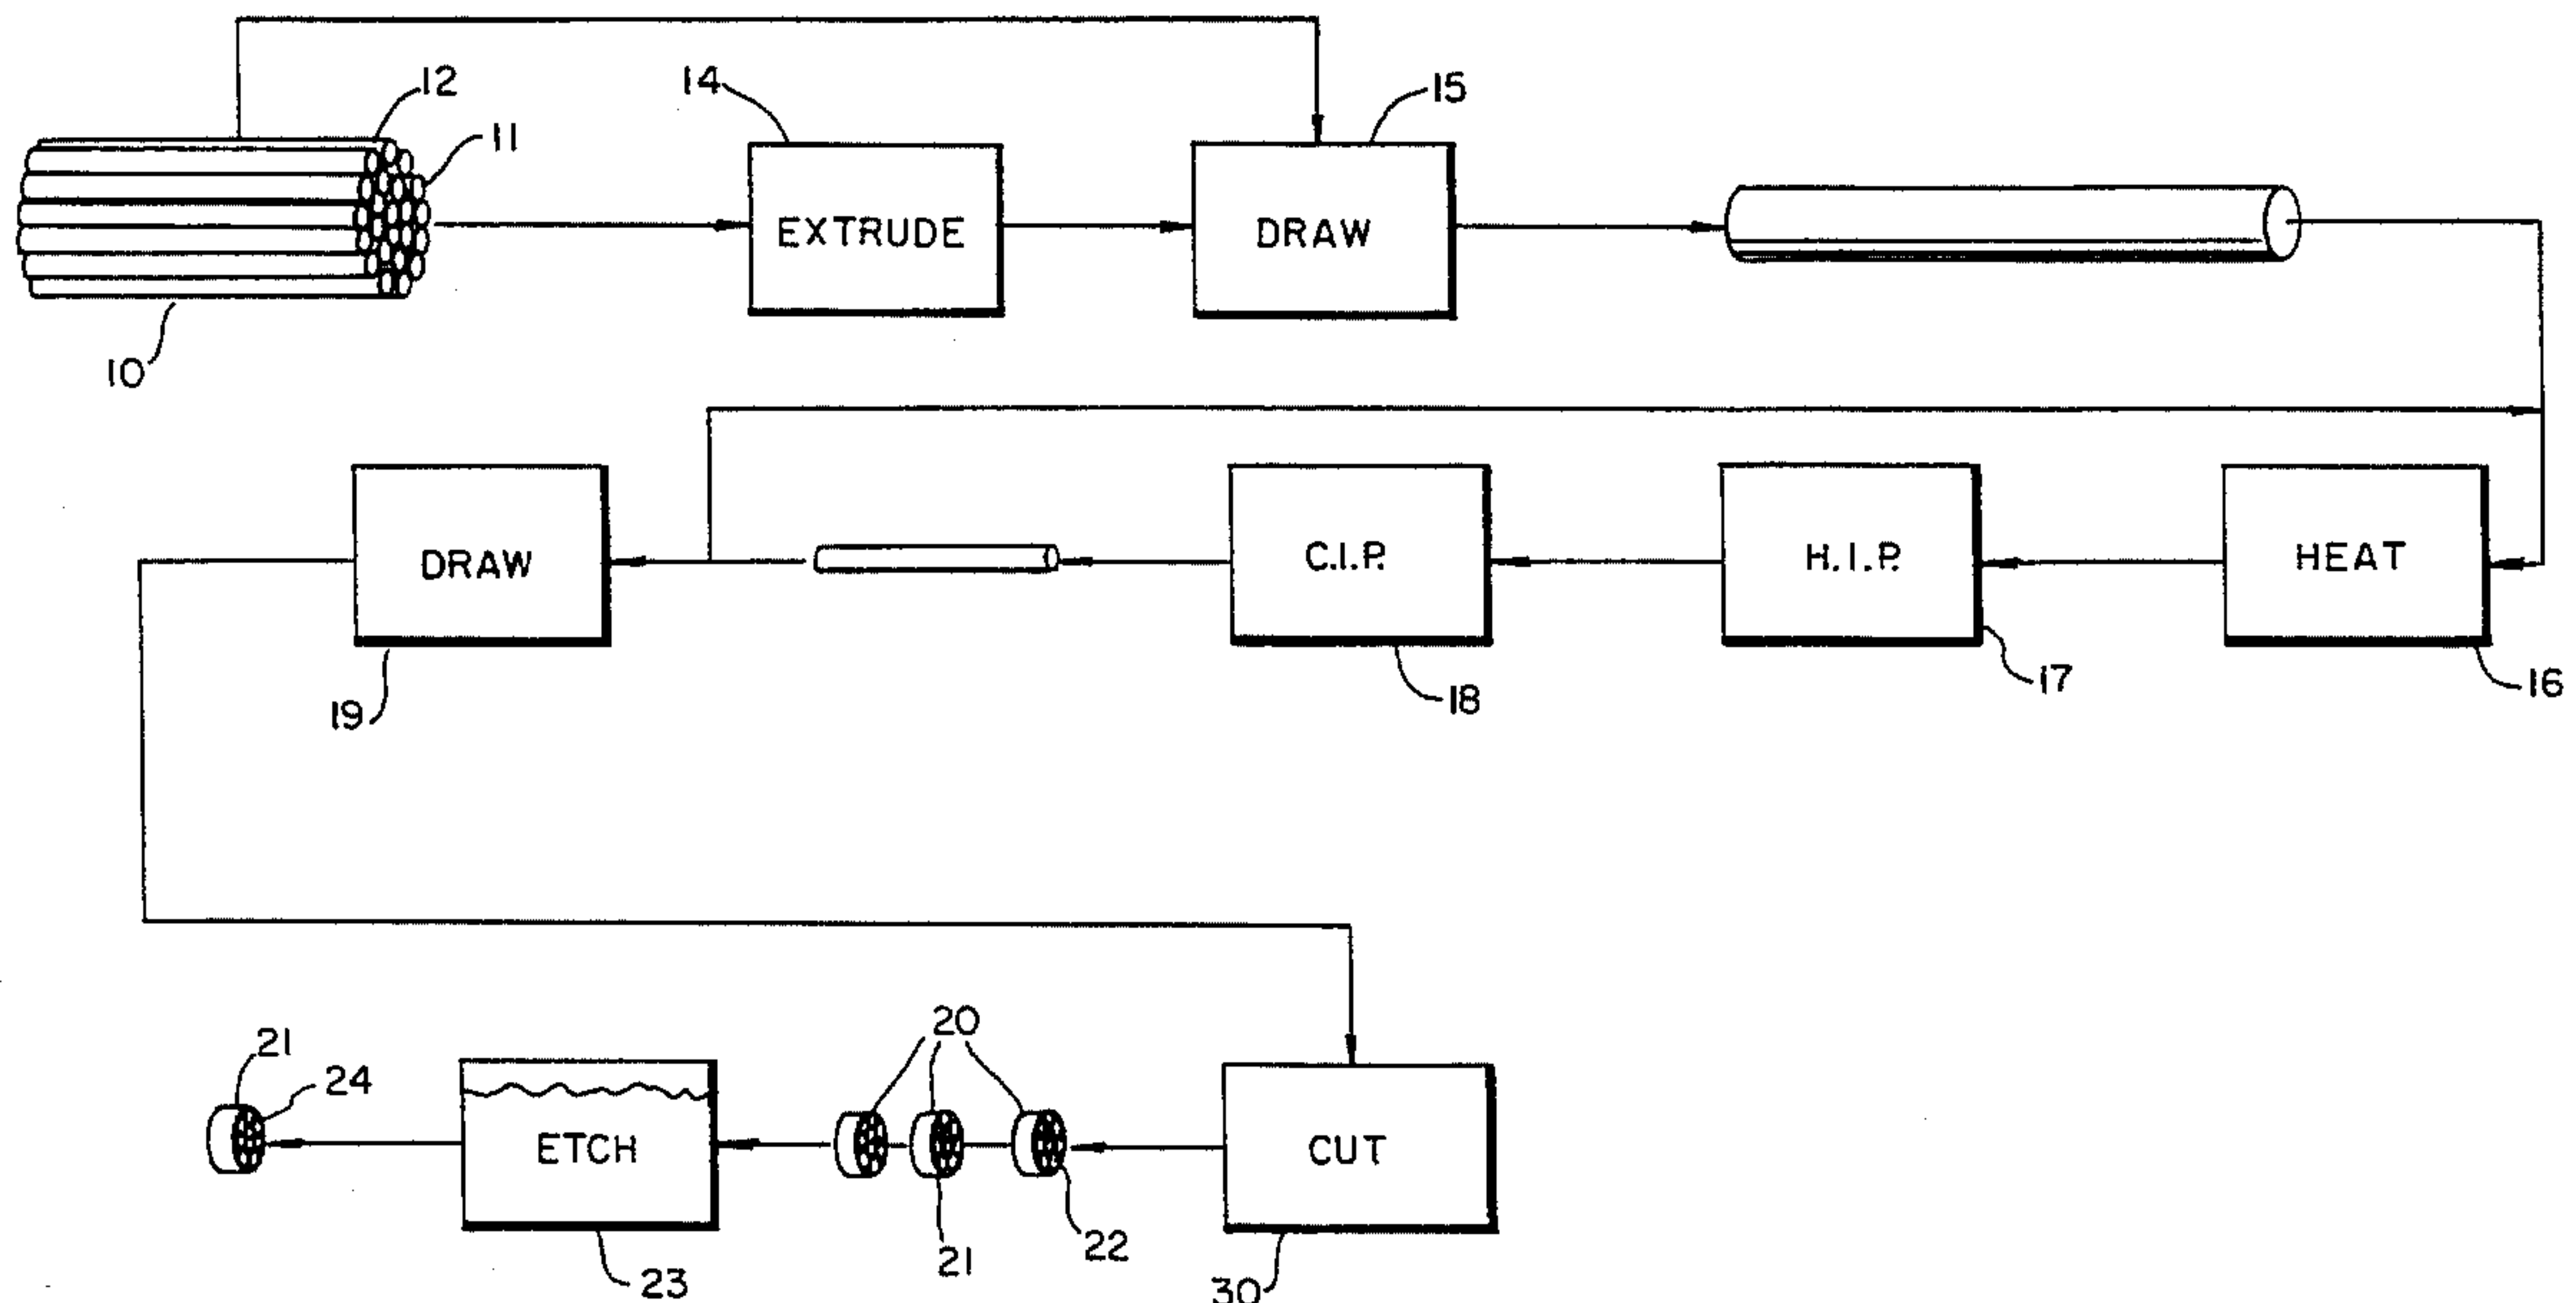 12
14
15
11
EXTRUDE
DRAW
10
DRAW
C.I.P.
H.I.P.
HEAT
19
18
17
16
20
21
24
ETCH
CUT
21
22
23
30